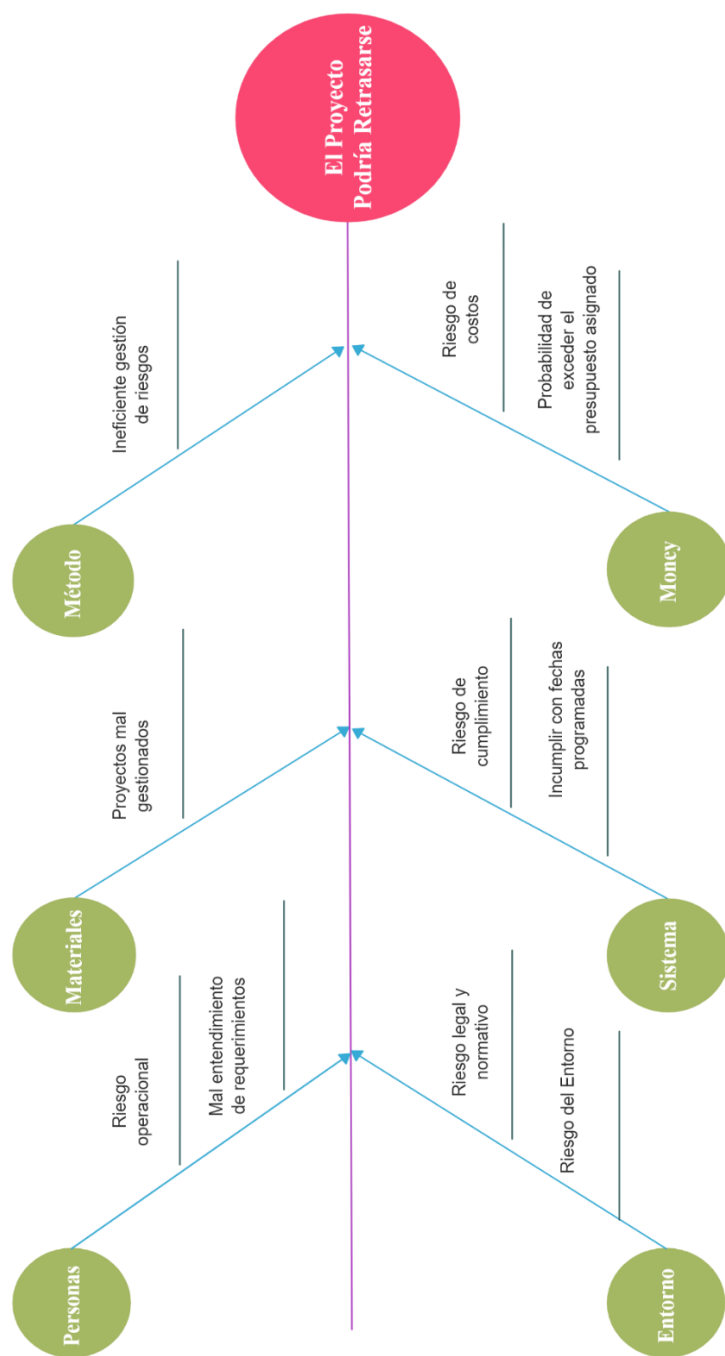 Personas
Materiales
Método
Riesgo
operacional
Mal entendimiento
de requerimientos
Proyectos mal
gestionados
Ineficiente gestión
de riesgos
El Proyecto
Podría Retrasarse
Riesgo legal y
normativo
Riesgo del Entorno
Riesgo de
cumplimiento
Incumplir con fechas
programadas
Riesgo de
costos
Probabilidad de
exceder el
presupuesto asignado
Entorno
Sistema
Money